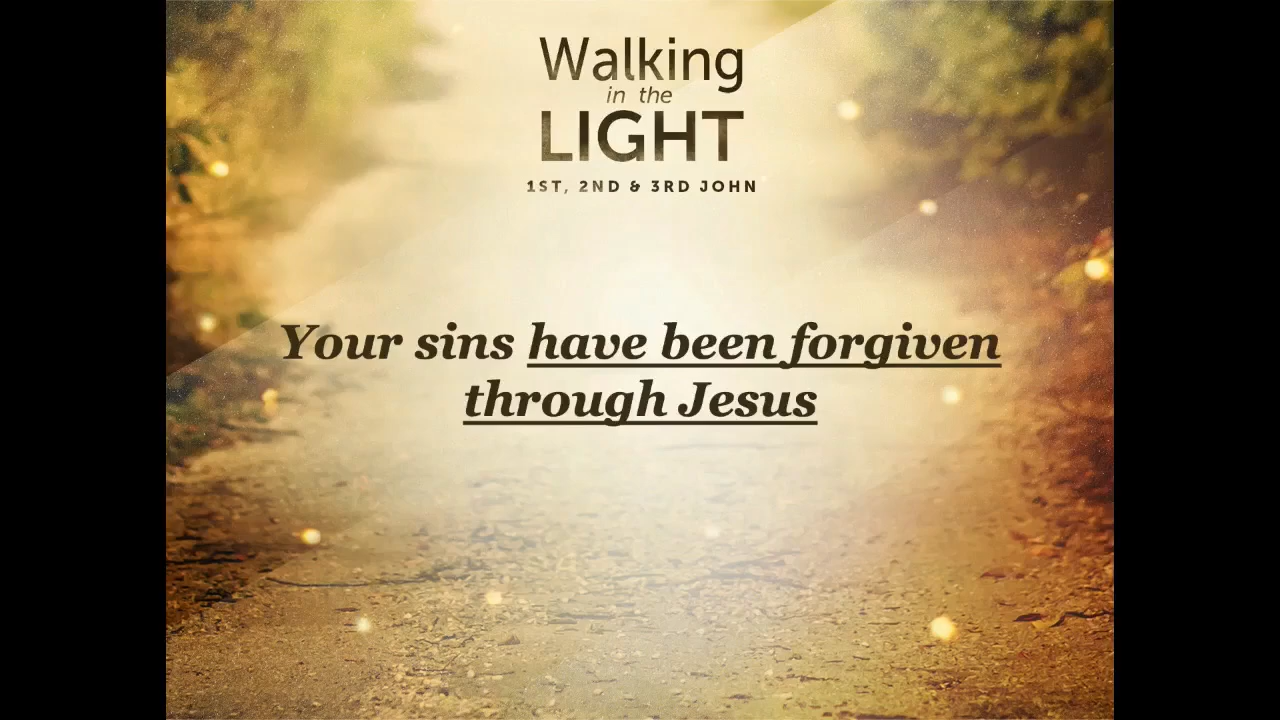 Walking
in the
LIGHT
1ST, 2ND & 3RD JOHN
Your sins have been forgiven
through Jesus